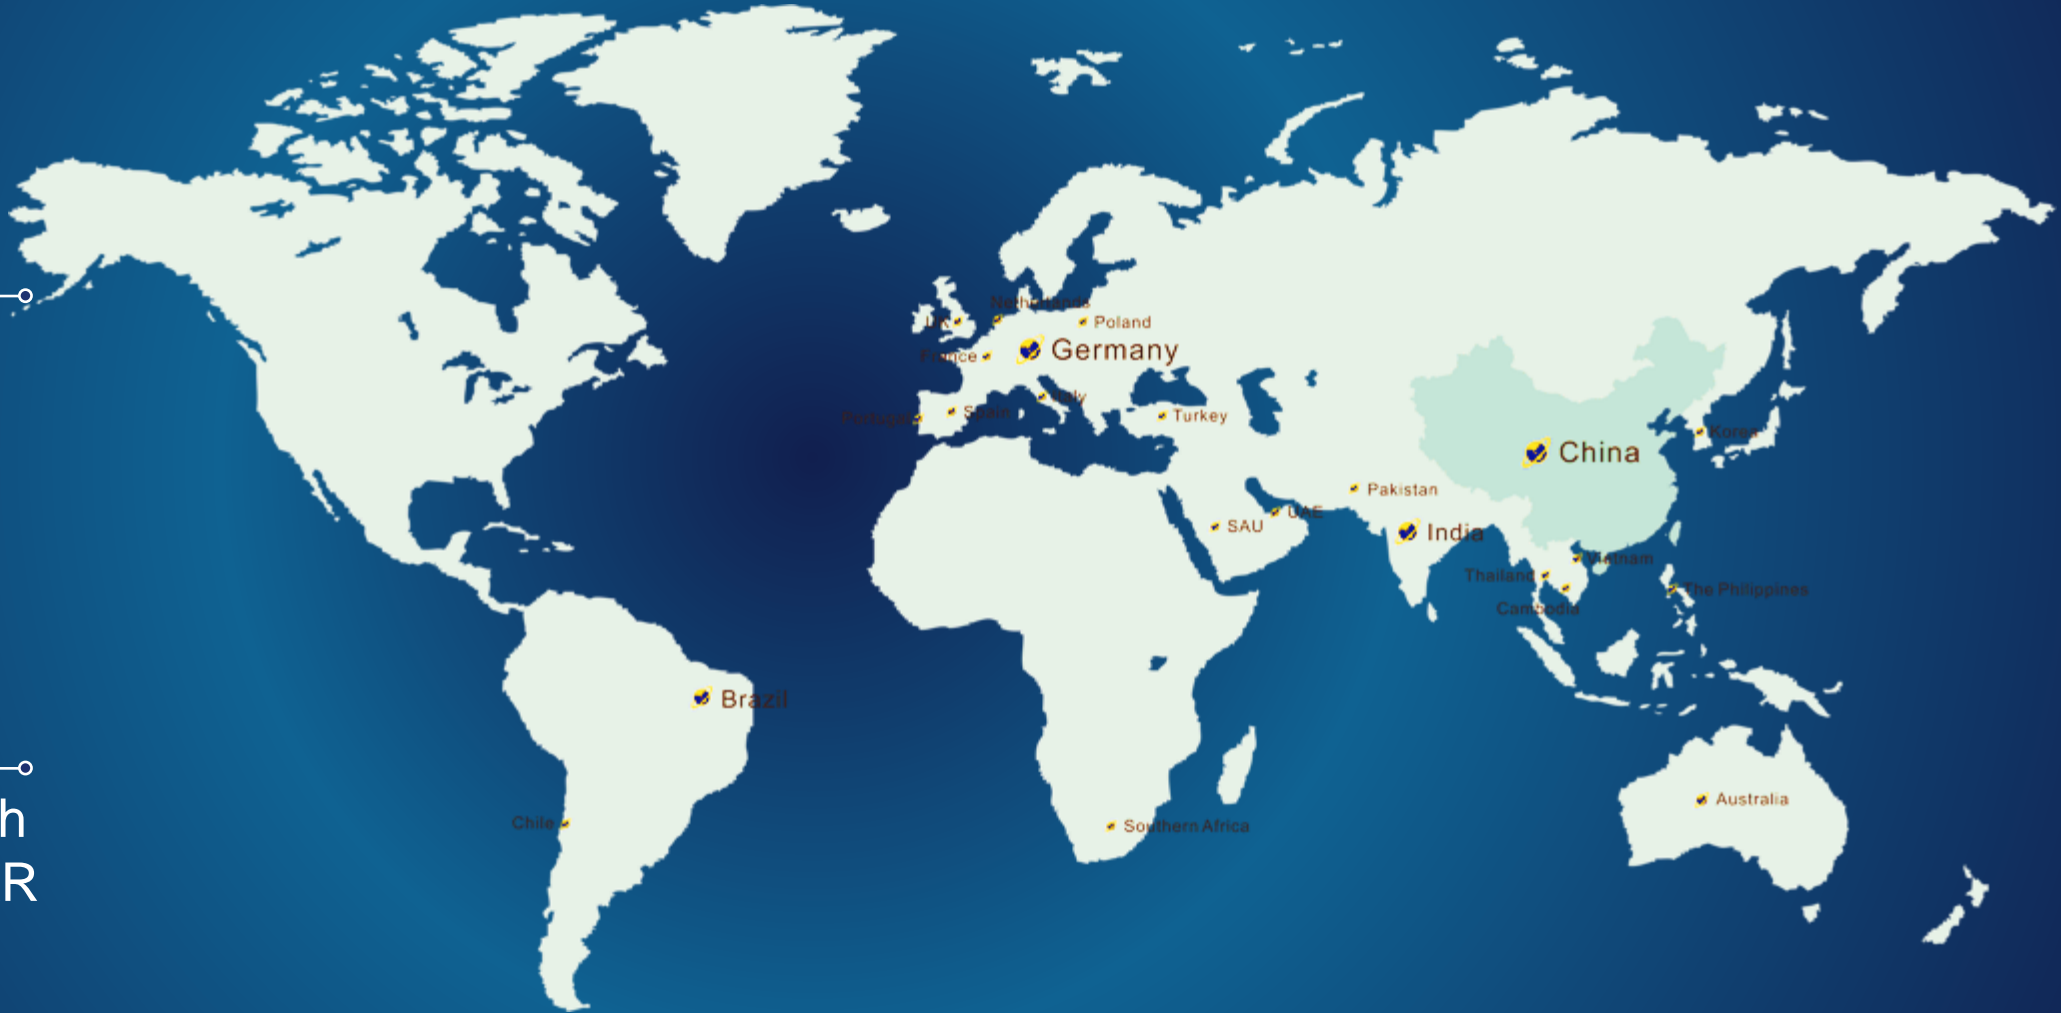 Netherlands
UK
Poland
Germany
France
Italy
Portugal
Spain
Turkey
Korea
China
Pakistan
UAE
SAU
India
Vietnam
Thailand
The Philippines
Cambodia
Brazil
Australia
h
Chile
Southern Africa
R